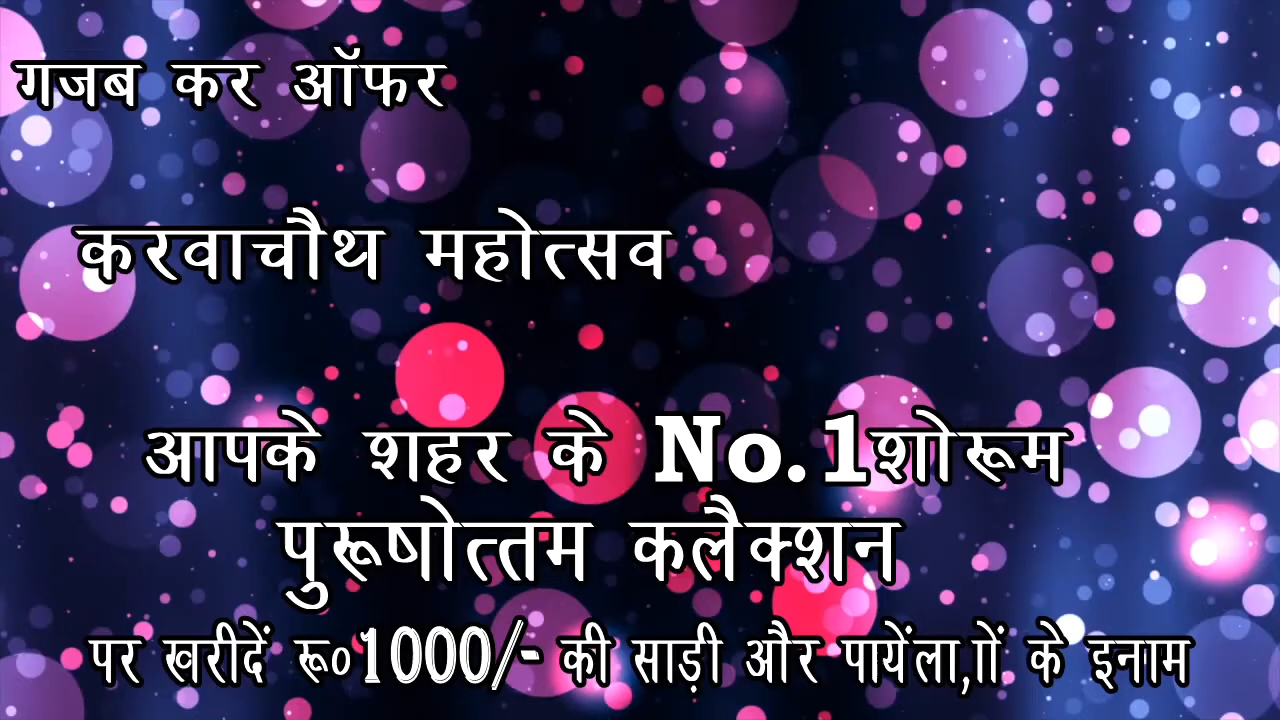 गजब कर ऑफर
करवाचौथ महोत्सव
आपके शहर के No.1शोरूम
पुरूषोत्तम कलैक्शन
पर खरीदें रू०1000/- की साड़ी और पायेंला,ाों के इनाम